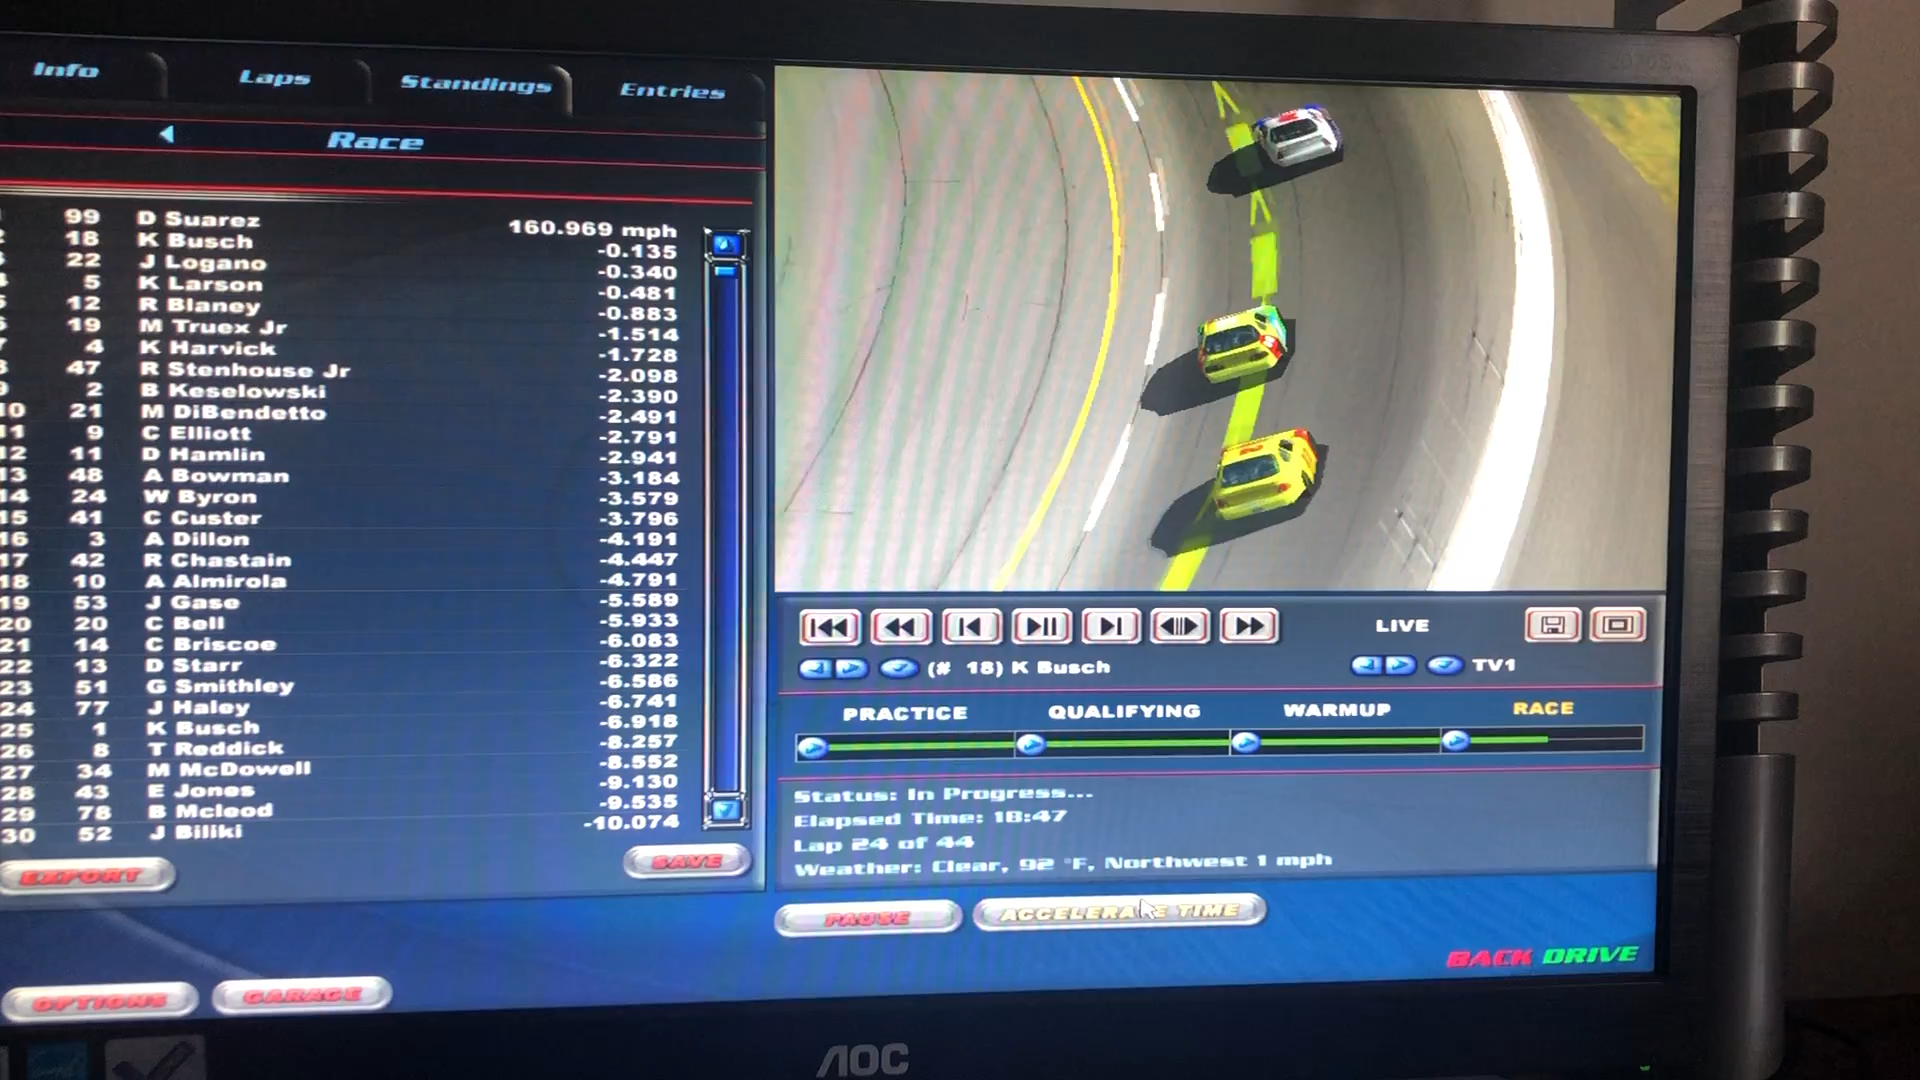 Info Laps Standings Entries
Race
99 D Suarez 160.969 mph
18 K Busch -0.135
22 J Logano -0.340
5 K Larson -0.481
12 R Blaney -0.883
19 M Truex Jr -1.514
4 K Harvick -1.728
47 R Stenhouse Jr -2.098
2 B Keselowski -2.390
10 21 M DiBendetto -2.491
11 9 C Elliott -2.791
12 11 D Hamlin -2.941
13 48 A Bowman -3.184
14 24 W Byron -3.579
15 41 C Custer -3.796
16 3 A Dillon -4.191
17 42 R Chastain -4.447
18 10 A Almirola -4.791
19 53 J Gase -5.589
20 20 C Bell -5.933
21 14 C Briscoe -6.083
22 13 D Starr -6.322
23 51 G Smithley -6.586
24 77 J Haley -6.741
25 1 K Busch -6.918
26 8 T Reddick -8.257
27 34 M McDowell -8.552
28 43 E Jones -9.130
29 78 B Mcleod -9.535
30 52 J Biliki -10.074
EXPORT SAVE
OPTIONS GARAGE
LIVE
(# 18) K Busch TV1
PRACTICE QUALIFYING WARMUP RACE
Status: In Progress...
Elapsed Time: 18:47
Lap 24 of 44
Weather: Clear, 92 °F, Northwest 1 mph
PAUSE ACCELERATE TIME
BACK DRIVE
AOC